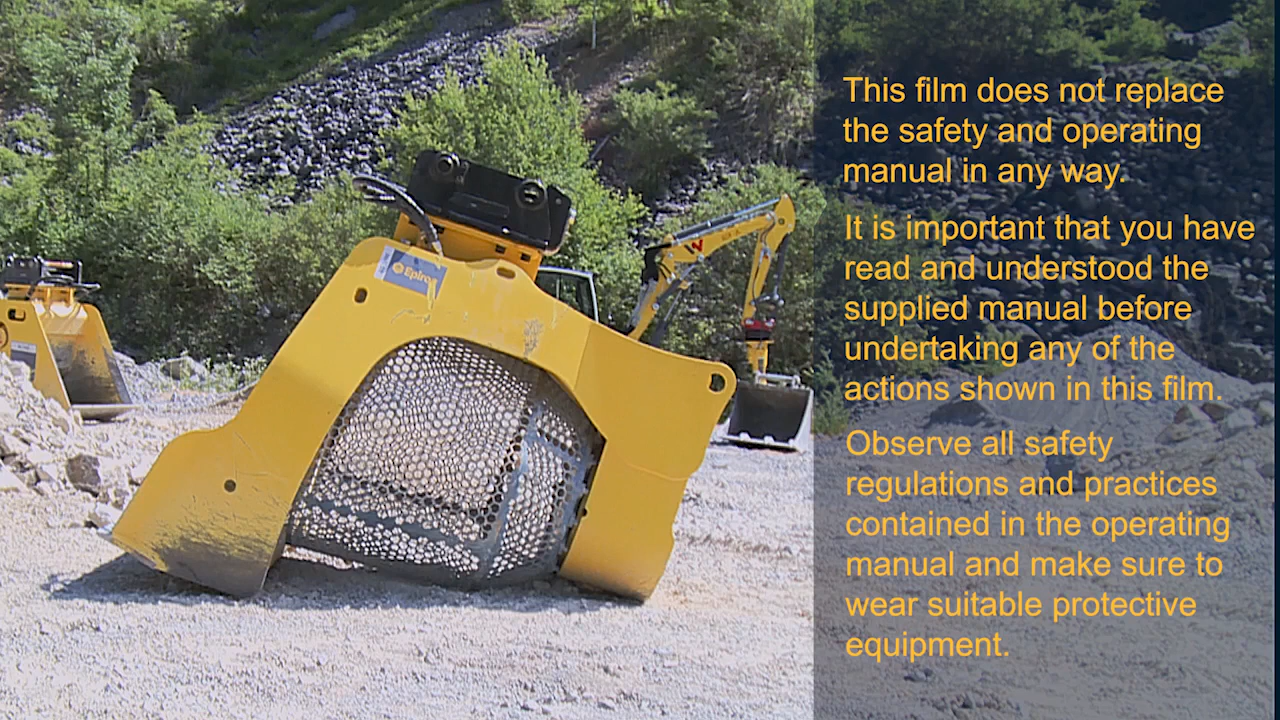 Epiroc
This film does not replace
the safety and operating
manual in any way.
It is important that you have
read and understood the
supplied manual before
undertaking any of the
actions shown in this film.
Observe all safety
regulations and practices
contained in the operating
manual and make sure to
wear suitable protective
equipment.